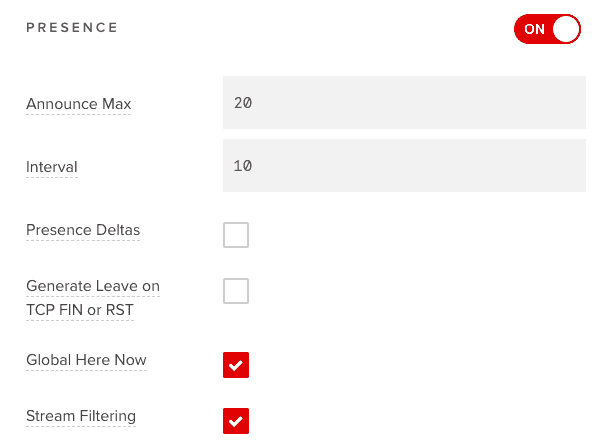 PRESENCE
ON
Announce Max
20
Interval
10
Presence Deltas
Generate Leave on
TCP FIN or RST
Global Here Now
Stream Filtering